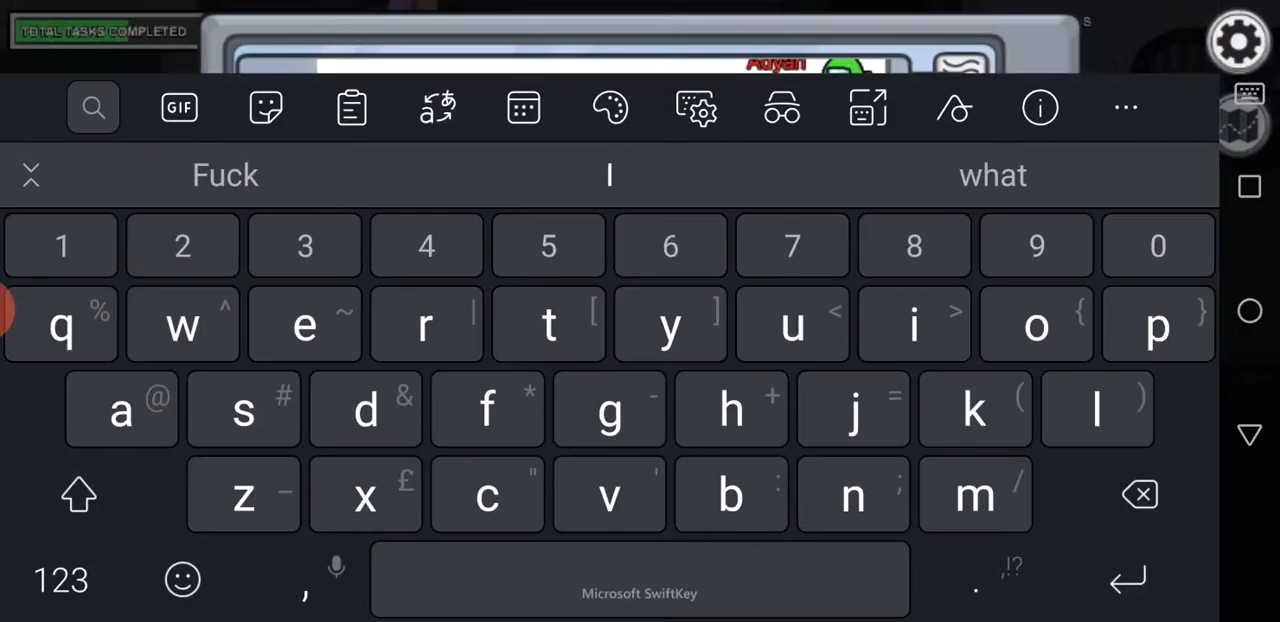 TOTAL TASKS COMPLETED
s
Adyan
GIF
Fuck I what
1 2 3 4 5 6 7 8 9 0
q % w ^ e ~ r | t [ y ] u < i > o { p }
a @ s # d & f * g - h + j = k ( l )
z _ x £ c " v ' b : n ; m /
123 , Microsoft SwiftKey . ,!?